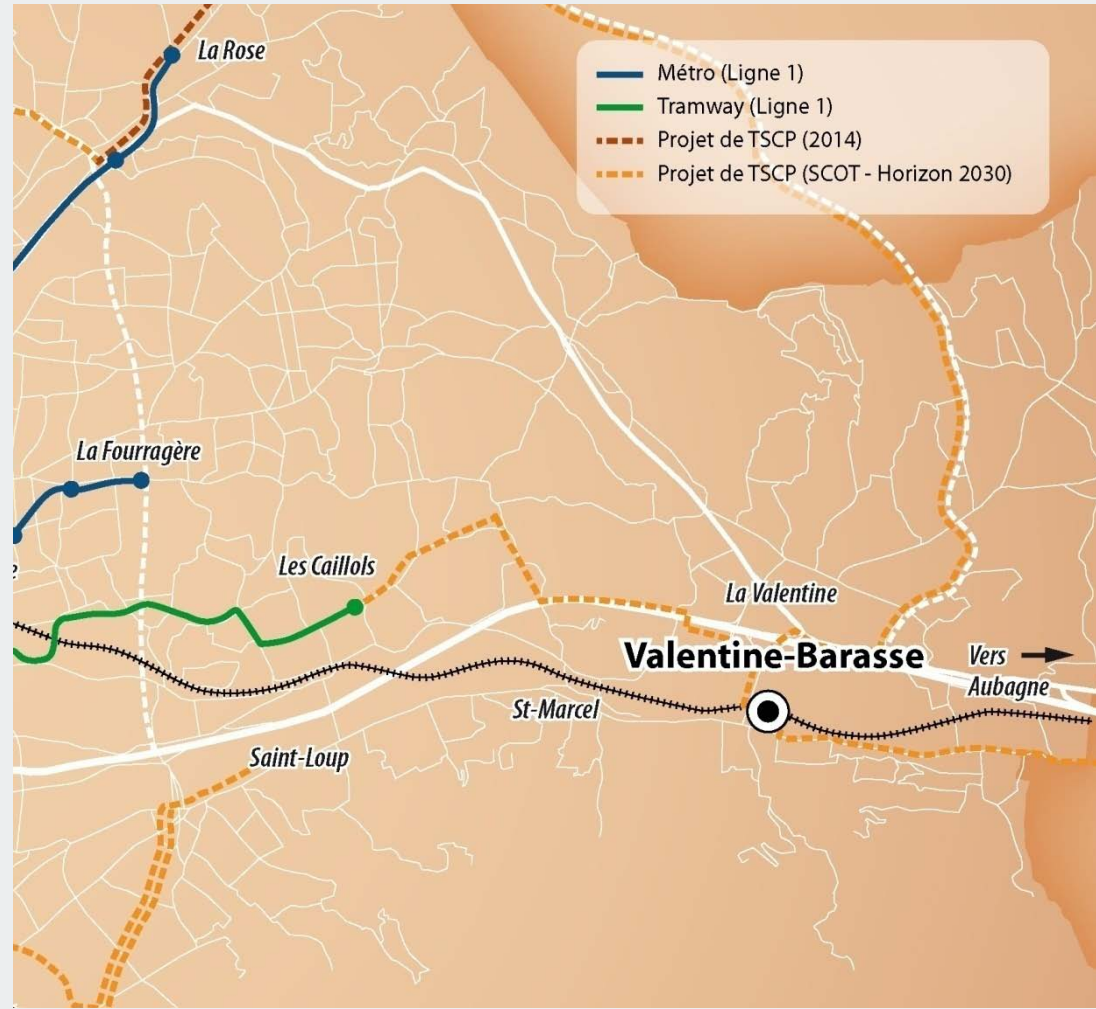 La Rose
Métro (Ligne 1)
Tramway (Ligne 1)
Projet de TSCP (2014)
Projet de TSCP (SCOT - Horizon 2030)
La Fourragère
Les Caillols
La Valentine
Valentine-Barasse
Vers
Aubagne
St-Marcel
Saint-Loup